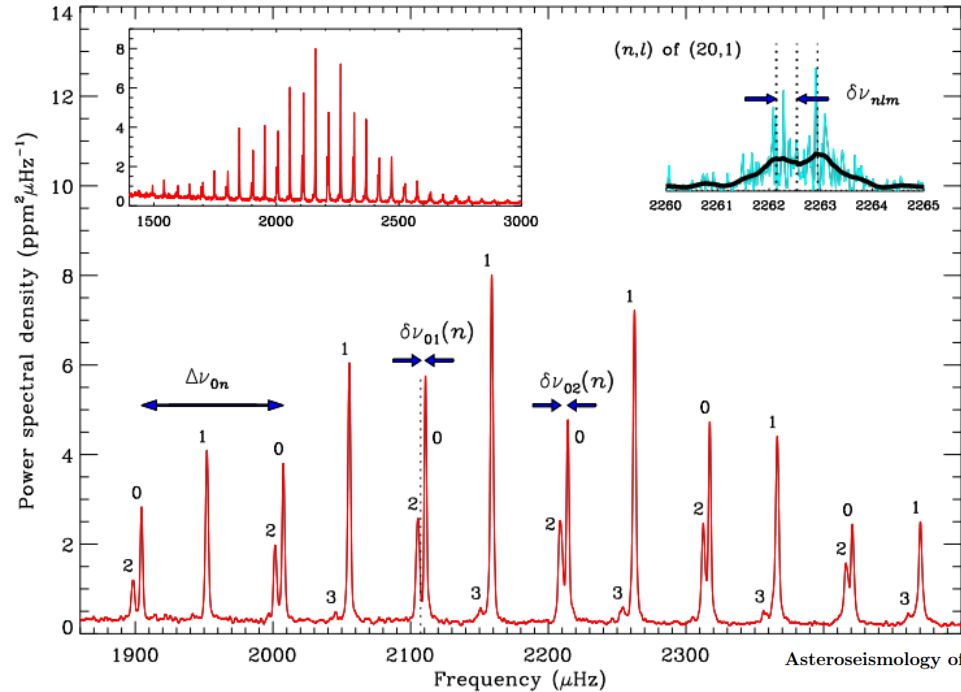 14
12
10
8
6
4
2
0
Power spectral density (ppm² μHz⁻¹)
8
6
4
2
0
1500 2000 2500 3000
(n,l) of (20,1)
δν_nlm
2260 2261 2262 2263 2264 2265
Δν_0n
δν_01(n)
δν_02(n)
2 0 1 2 0 3 1 2 0 3 1 2 0 3 1 2 0 3 1 2 0 3 1
1900 2000 2100 2200 2300
Frequency (μHz)
Asteroseismology of